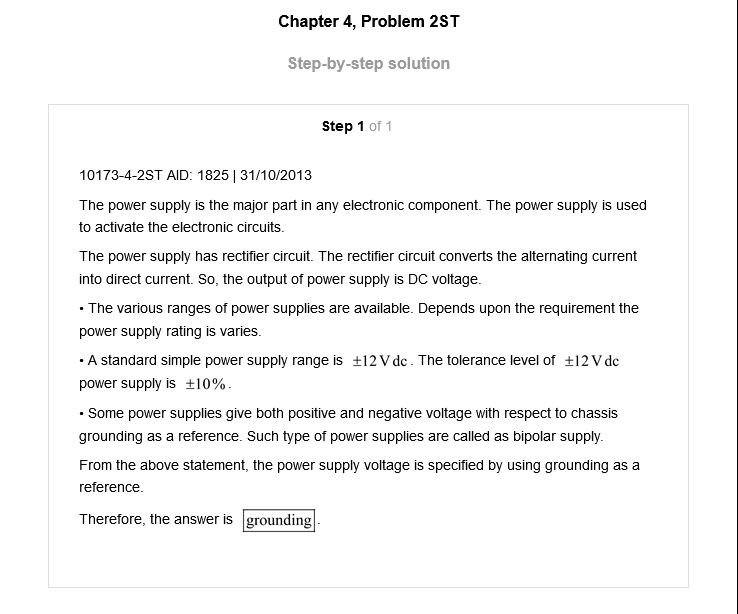 Chapter 4, Problem 2ST
Step-by-step solution
Step 1 of 1
10173-4-2ST AID: 1825 | 31/10/2013
The power supply is the major part in any electronic component. The power supply is used
to activate the electronic circuits.
The power supply has rectifier circuit. The rectifier circuit converts the alternating current
into direct current. So, the output of power supply is DC voltage.
• The various ranges of power supplies are available. Depends upon the requirement the
power supply rating is varies.
• A standard simple power supply range is ±12 V dc . The tolerance level of ±12 V dc
power supply is ±10% .
• Some power supplies give both positive and negative voltage with respect to chassis
grounding as a reference. Such type of power supplies are called as bipolar supply.
From the above statement, the power supply voltage is specified by using grounding as a
reference.
Therefore, the answer is grounding .